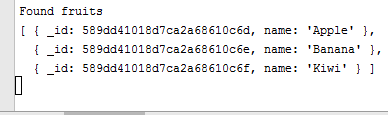 Found fruits
[ { _id: 589dd41018d7ca2a68610c6d, name: 'Apple' },
{ _id: 589dd41018d7ca2a68610c6e, name: 'Banana' },
{ _id: 589dd41018d7ca2a68610c6f, name: 'Kiwi' } ]